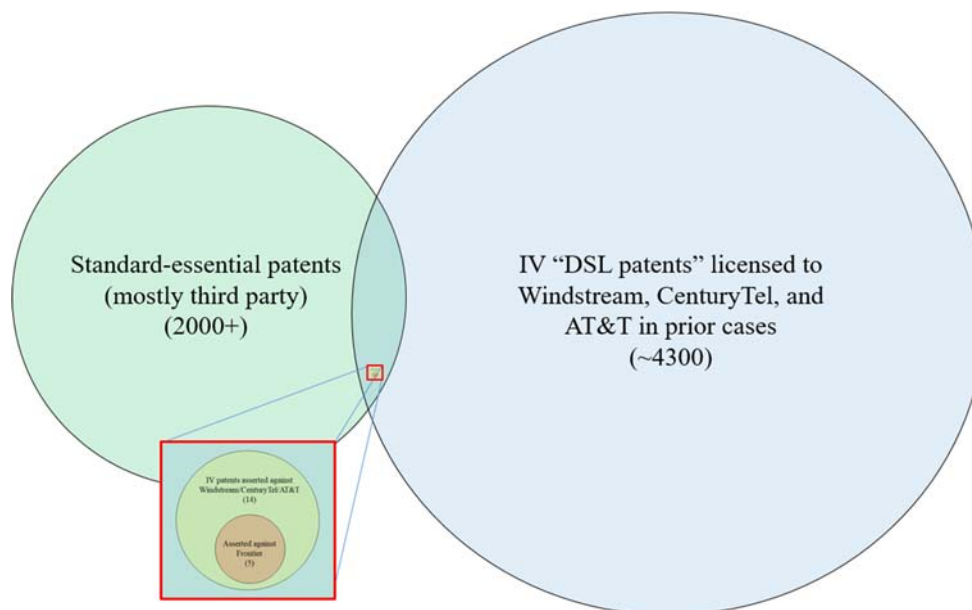 Standard-essential patents
(mostly third party)
(2000+)
IV “DSL patents” licensed to
Windstream, CenturyTel, and
AT&T in prior cases
(~4300)
IV patents asserted against
Windstream/CenturyTel/AT&T
(14)
Asserted against
Frontier
(5)